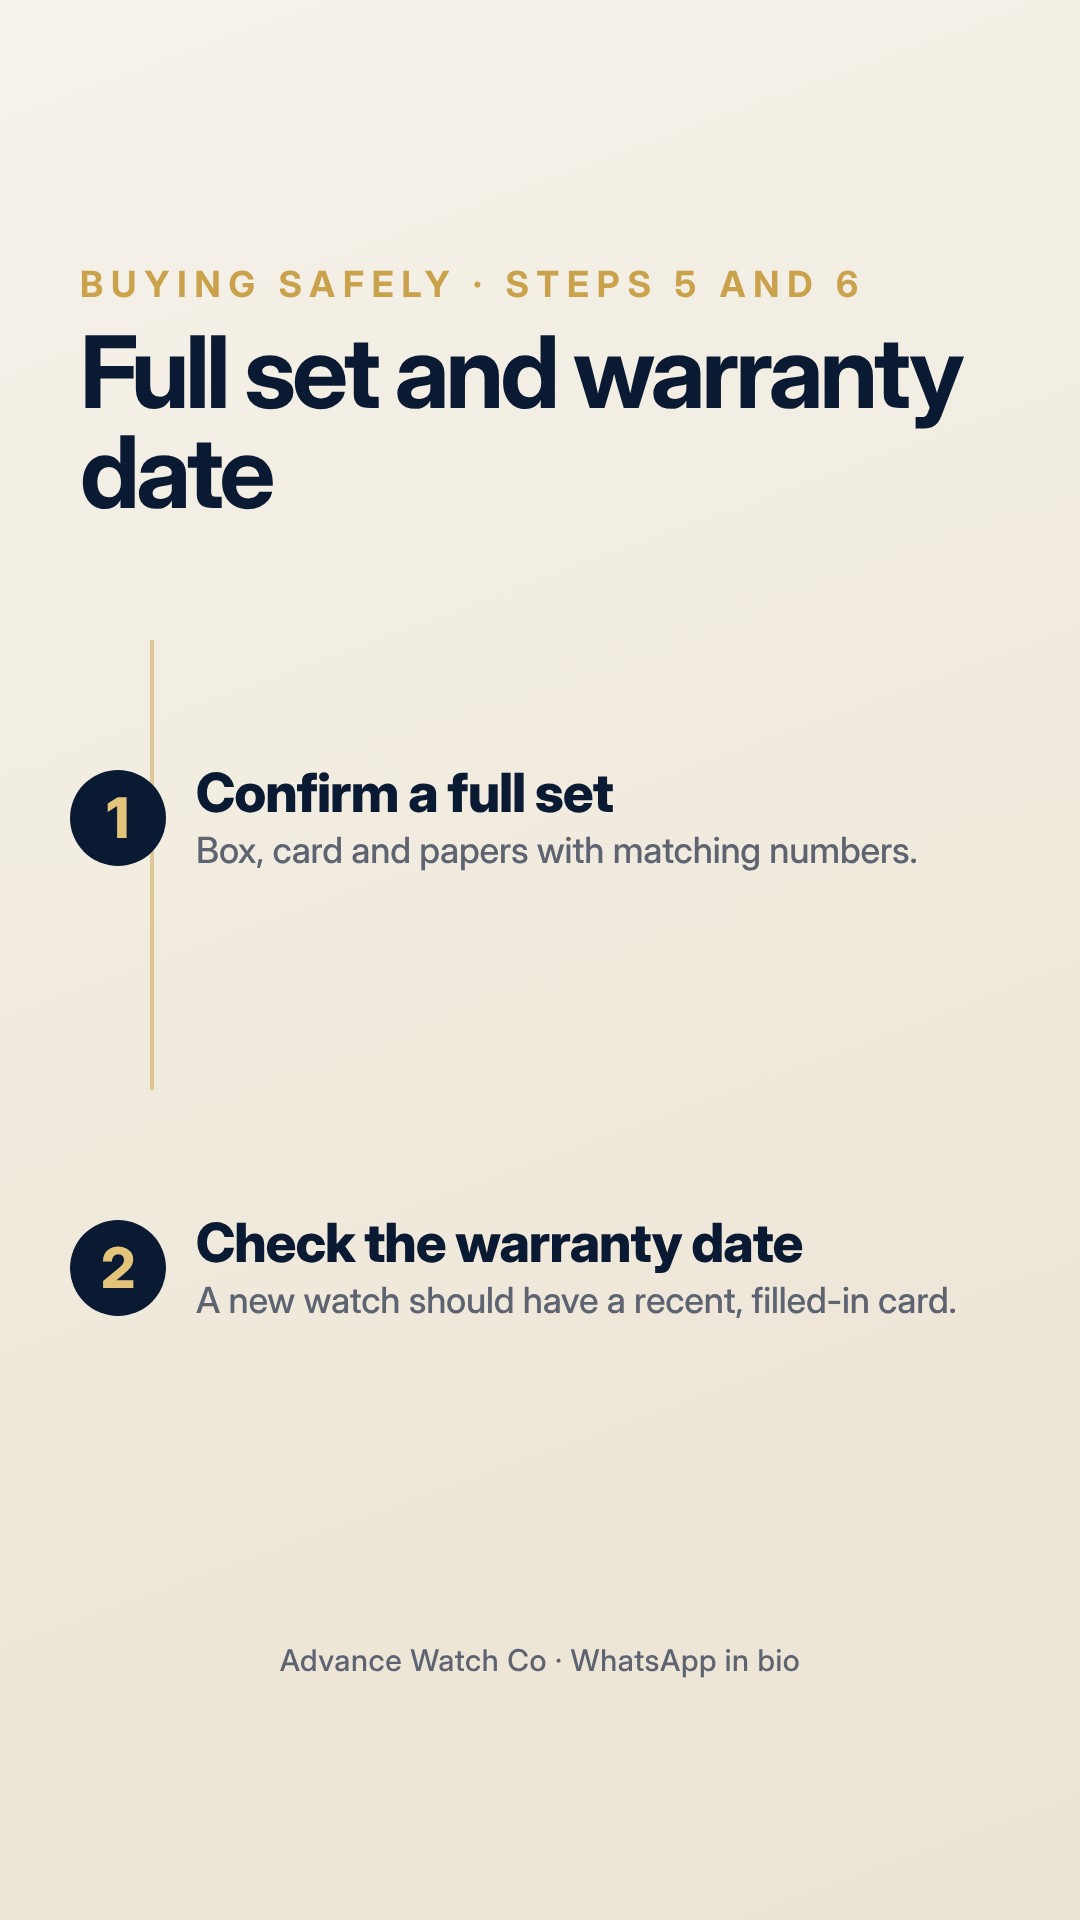 BUYING SAFELY · STEPS 5 AND 6
Full set and warranty
date
1
Confirm a full set
Box, card and papers with matching numbers.
2
Check the warranty date
A new watch should have a recent, filled-in card.
Advance Watch Co · WhatsApp in bio